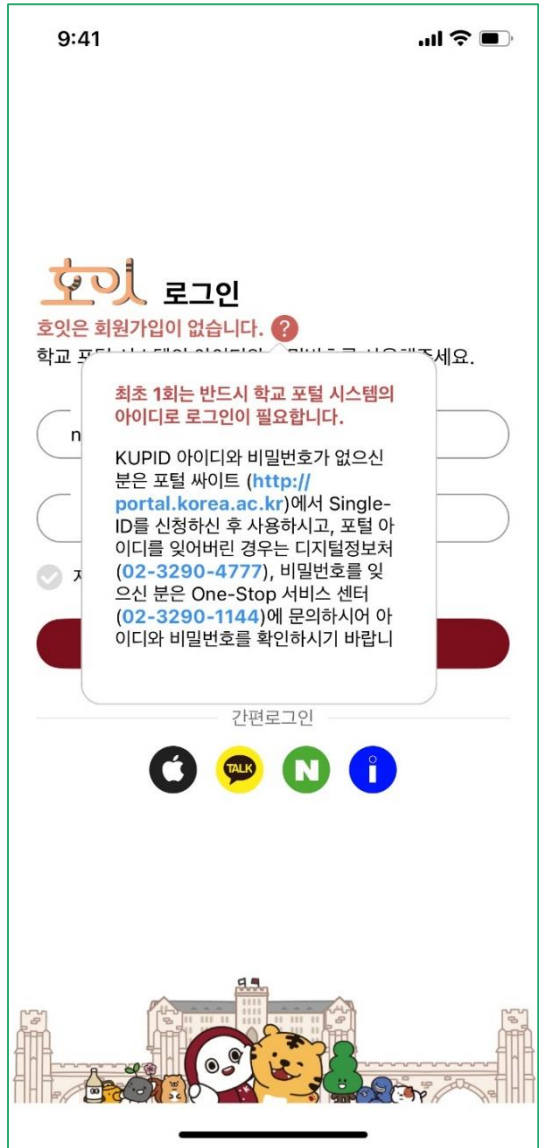 9:41
호잇 로그인
호잇은 회원가입이 없습니다. ?
학교 세요.
최초 1회는 반드시 학교 포털 시스템의
아이디로 로그인이 필요합니다.
n
KUPID 아이디와 비밀번호가 없으신
분은 포털 싸이트 (http://
portal.korea.ac.kr)에서 Single-
ID를 신청하신 후 사용하시고, 포털 아
이디를 잊어버린 경우는 디지털정보처
(02-3290-4777), 비밀번호를 잊
으신 분은 One-Stop 서비스 센터
(02-3290-1144)에 문의하시어 아
이디와 비밀번호를 확인하시기 바랍니
간편로그인
TALK
N
i